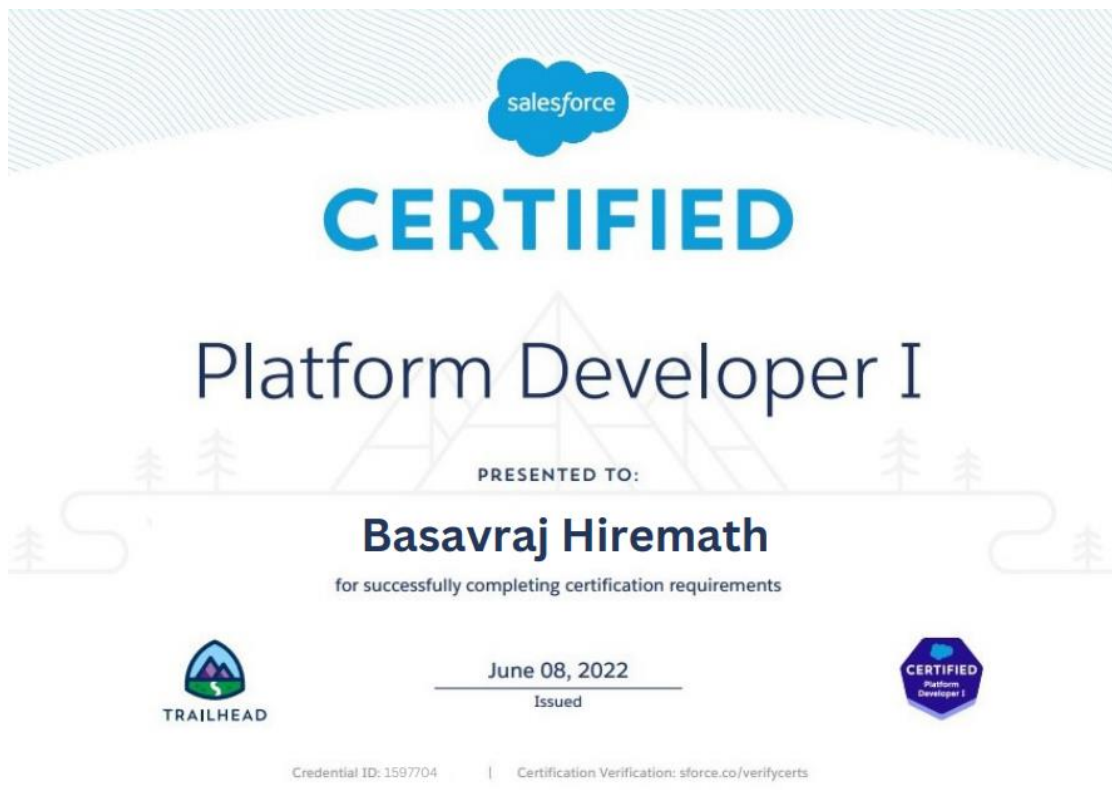 salesforce
CERTIFIED
Platform Developer I
PRESENTED TO:
Basavraj Hiremath
for successfully completing certification requirements
June 08, 2022
Issued
TRAILHEAD
CERTIFIED
Platform
Developer I
Credential ID: 1597704 | Certification Verification: sforce.co/verifycerts